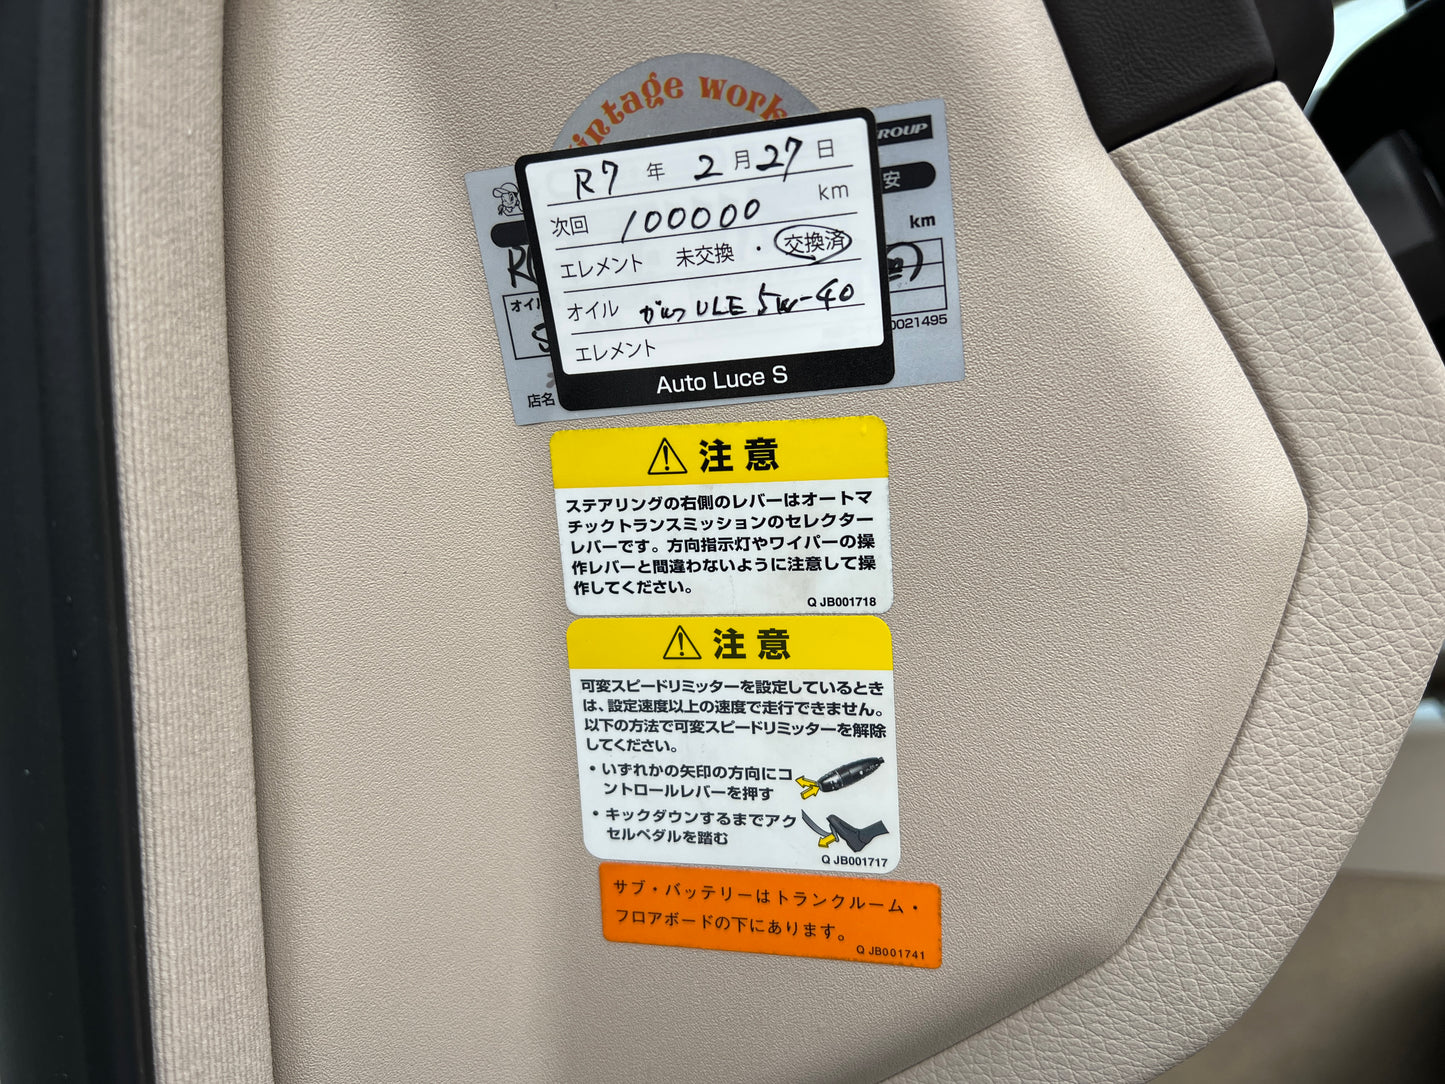 Vintage Work
GROUP
安
km
R7年 2月27日
次回 100000 km
エレメント 未交換・交換済
オイル ガルフ ULE 5W-40
エレメント
オイル
店名
0021495
Auto Luce S
注意
ステアリングの右側のレバーはオートマ
チックトランスミッションのセレクター
レバーです。方向指示灯やワイパーの操
作レバーと間違わないように注意して操
作してください。
Q JB001718
注意
可変スピードリミッターを設定しているとき
は、設定速度以上の速度で走行できません。
以下の方法で可変スピードリミッターを解除
してください。
・いずれかの矢印の方向にコ
ントロールレバーを押す
・キックダウンするまでアク
セルペダルを踏む
Q JB001717
サブ・バッテリーはトランクルーム・
フロアボードの下にあります。
Q JB001741